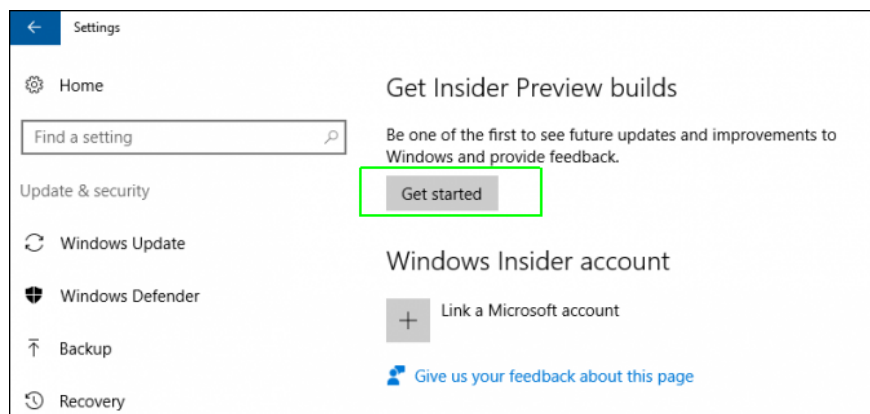 Settings
Home
Find a setting
Update & security
Windows Update
Windows Defender
Backup
Recovery
Get Insider Preview builds
Be one of the first to see future updates and improvements to
Windows and provide feedback.
Get started
Windows Insider account
Link a Microsoft account
Give us your feedback about this page